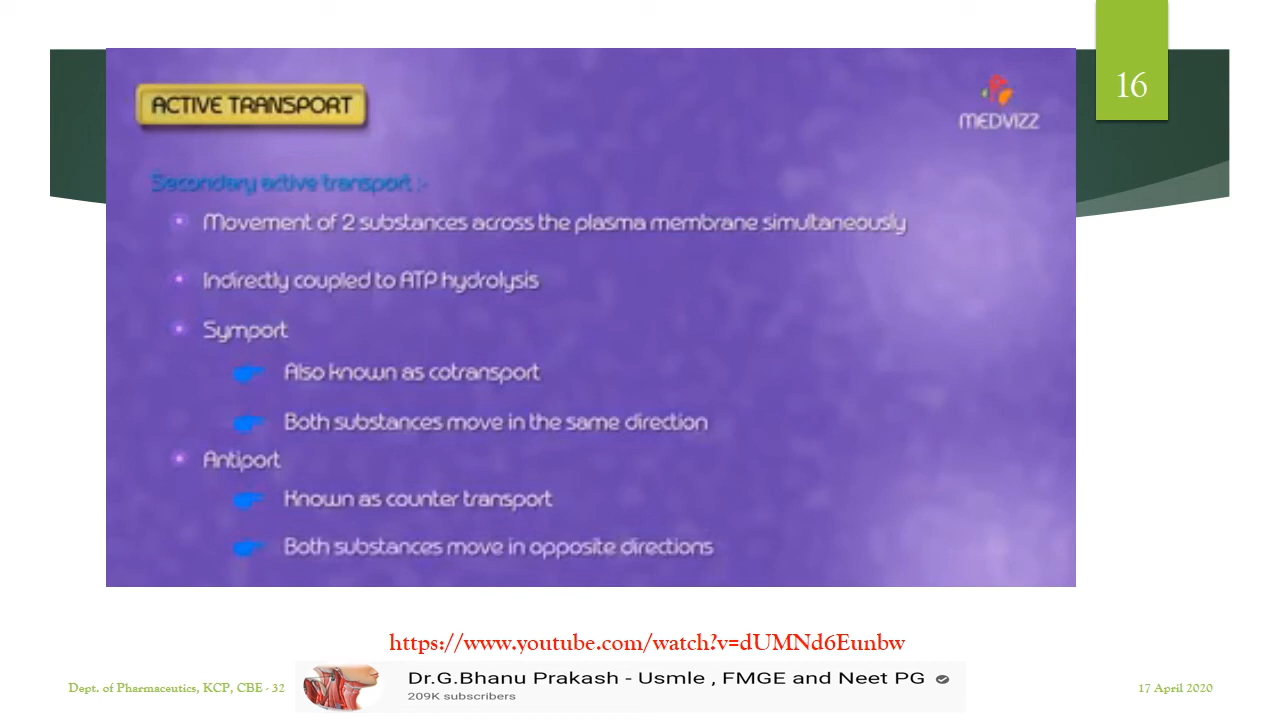 16
ACTIVE TRANSPORT
MEDVIZZ
Secondary active transport :-
Movement of 2 substances across the plasma membrane simultaneously
Indirectly coupled to ATP hydrolysis
Symport
Also known as cotransport
Both substances move in the same direction
Antiport
Known as counter transport
Both substances move in opposite directions
https://www.youtube.com/watch?v=dUMNd6Eunbw
Dr.G.Bhanu Prakash - Usmle , FMGE and Neet PG
209K subscribers
Dept. of Pharmaceutics, KCP, CBE - 32
17 April 2020